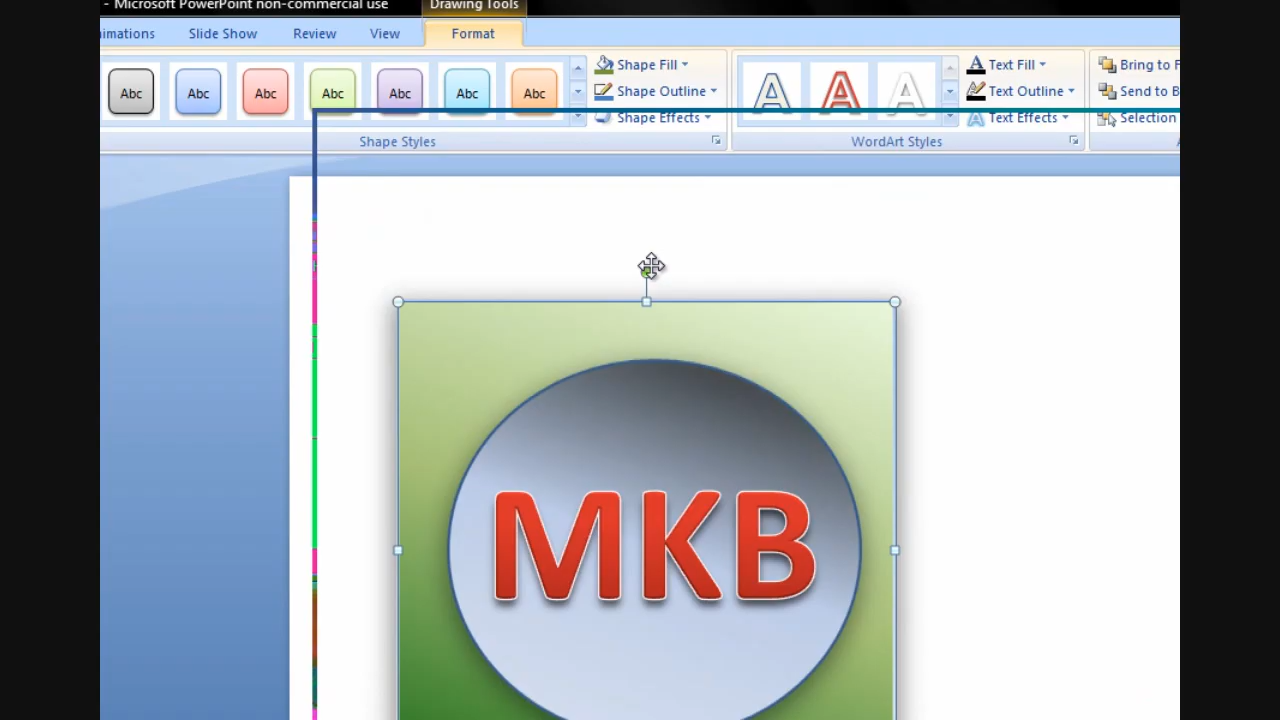 - Microsoft PowerPoint non-commercial use
Drawing Tools
imations Slide Show Review View Format
Abc Abc Abc Abc Abc Abc Abc
Shape Fill
Shape Outline
Shape Effects
Shape Styles
A A A
Text Fill
Text Outline
Text Effects
WordArt Styles
Bring to F
Send to B
Selection
MKB